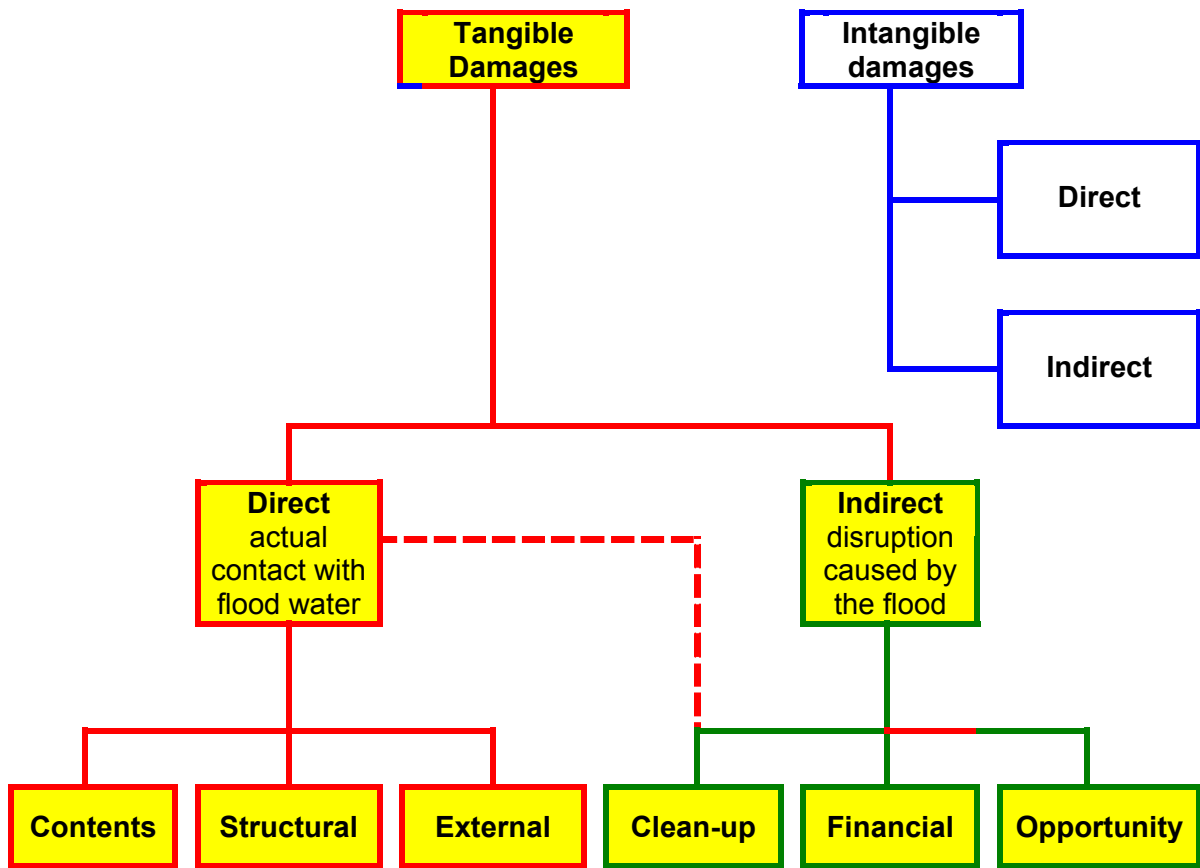 Tangible
Damages
Intangible
damages
Direct
Indirect
Direct
actual
contact with
flood water
Indirect
disruption
caused by
the flood
Contents
Structural
External
Clean-up
Financial
Opportunity